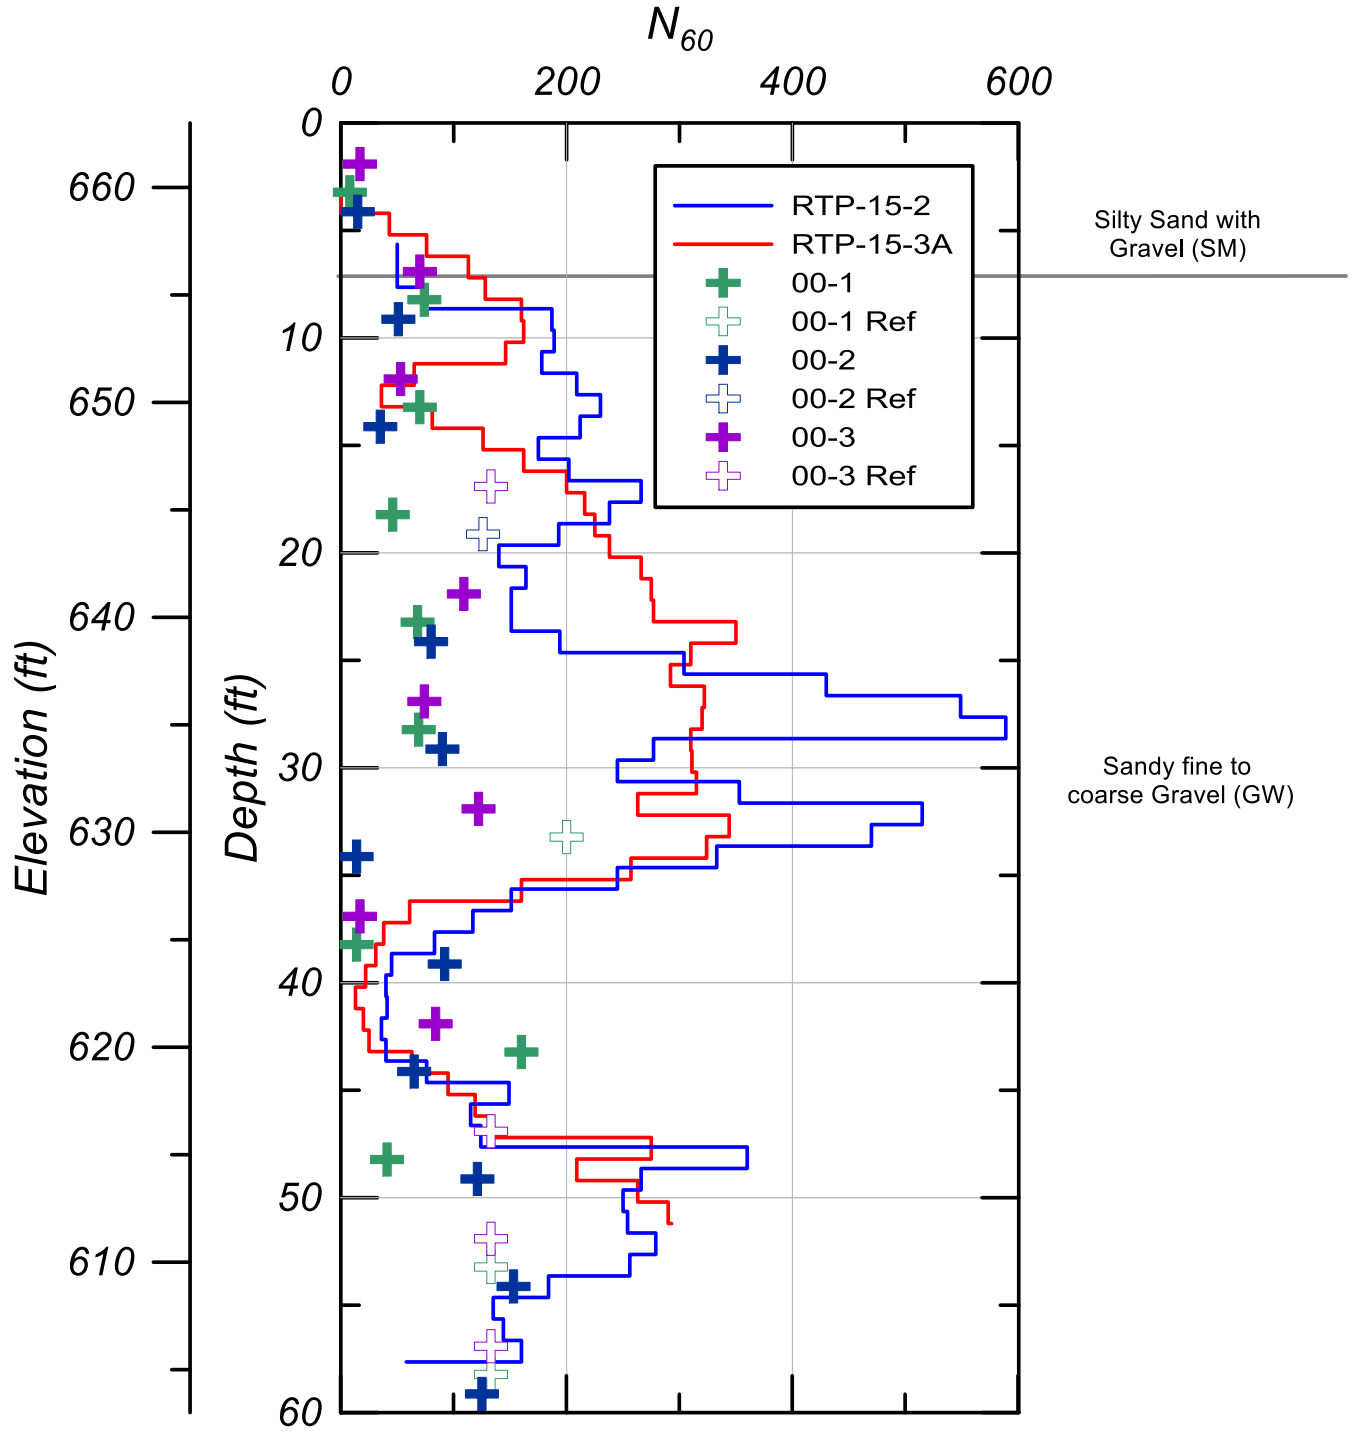 N60
0 200 400 600
0
10
20
30
40
50
60
Depth (ft)
660
650
640
630
620
610
Elevation (ft)
RTP-15-2
RTP-15-3A
00-1
00-1 Ref
00-2
00-2 Ref
00-3
00-3 Ref
Silty Sand with
Gravel (SM)
Sandy fine to
coarse Gravel (GW)